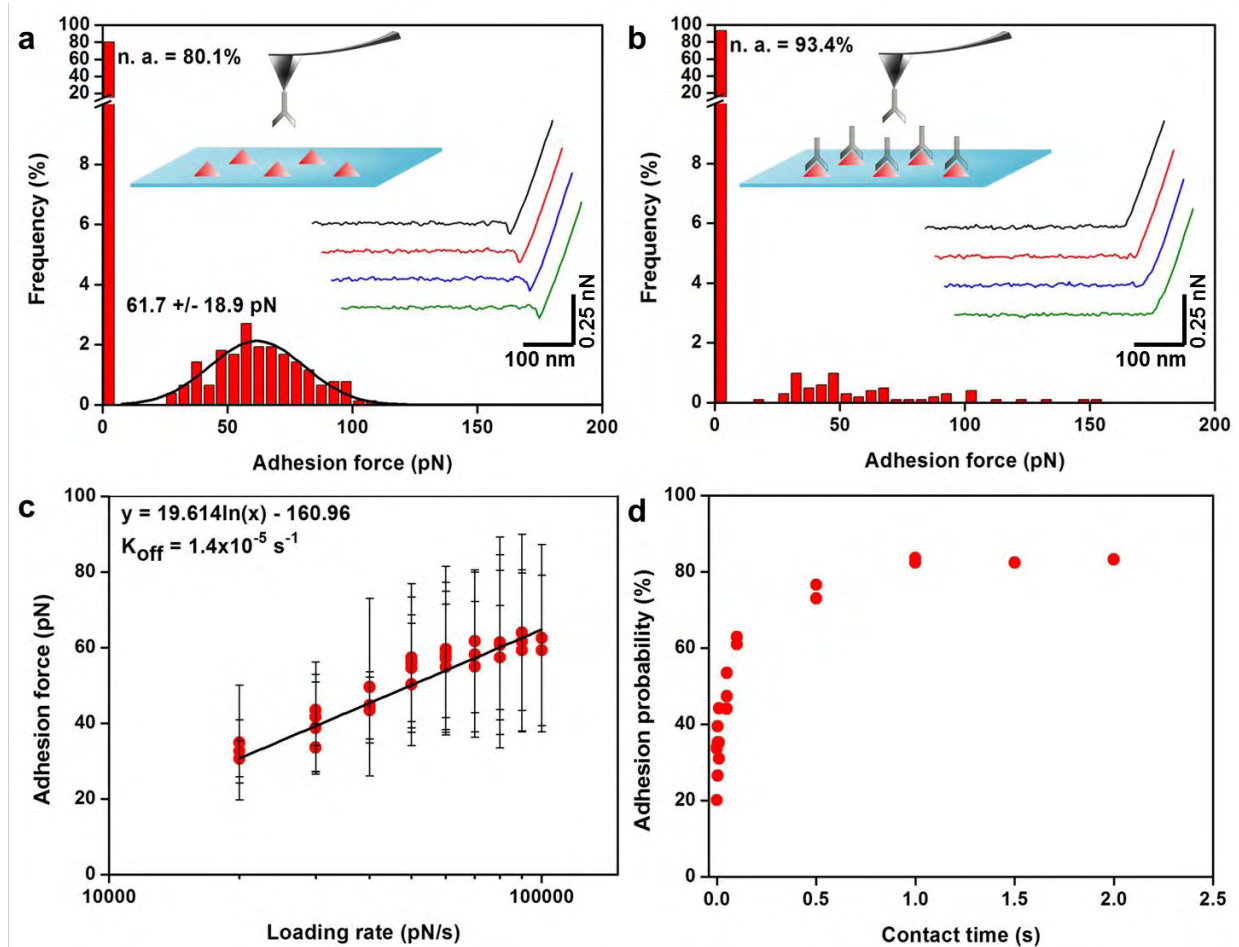 a
n. a. = 80.1%
100
80
60
40
20
8
6
4
2
0
Frequency (%)
61.7 +/- 18.9 pN
0.25 nN
100 nm
0 50 100 150 200
Adhesion force (pN)
b
n. a. = 93.4%
100
80
60
40
20
8
6
4
2
0
Frequency (%)
0.25 nN
100 nm
0 50 100 150 200
Adhesion force (pN)
c
y = 19.614ln(x) - 160.96
K_off = 1.4x10⁻⁵ s⁻¹
100
80
60
40
20
0
Adhesion force (pN)
10000 100000
Loading rate (pN/s)
d
100
80
60
40
20
0
Adhesion probability (%)
0.0 0.5 1.0 1.5 2.0 2.5
Contact time (s)